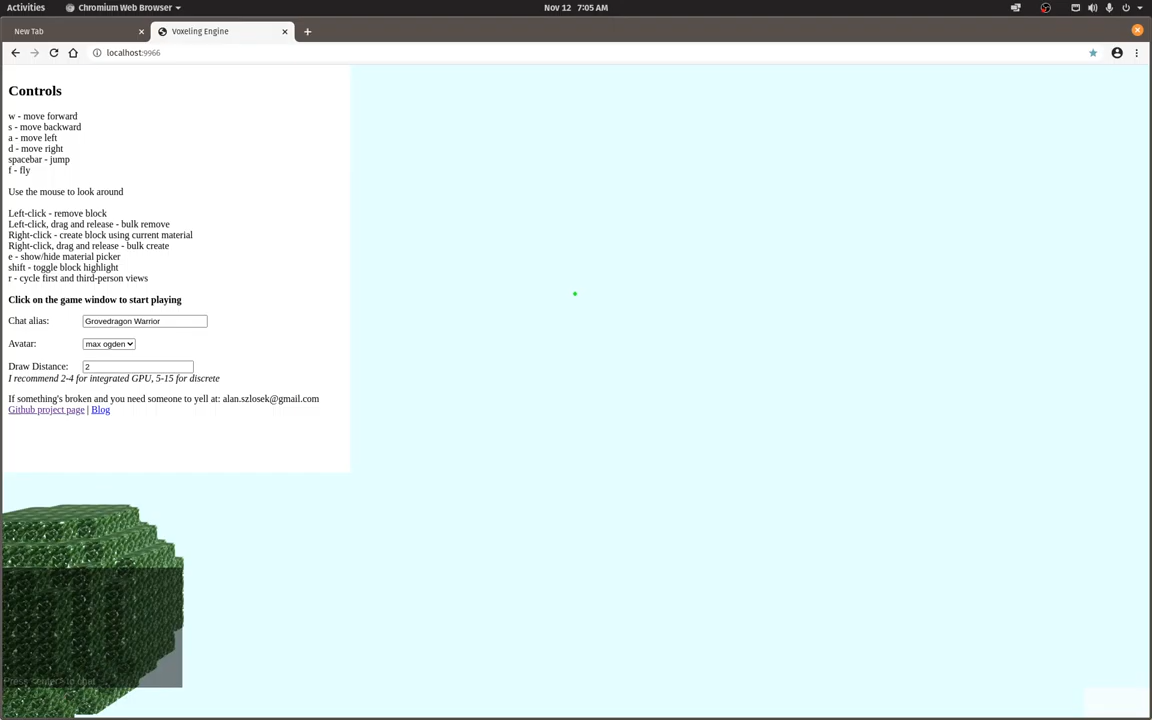 Activities
Chromium Web Browser
Nov 12 7:05 AM
New Tab
Voxeling Engine
localhost:9966
Controls
w - move forward
s - move backward
a - move left
d - move right
spacebar - jump
f - fly
Use the mouse to look around
Left-click - remove block
Left-click, drag and release - bulk remove
Right-click - create block using current material
Right-click, drag and release - bulk create
e - show/hide material picker
shift - toggle block highlight
r - cycle first and third-person views
Click on the game window to start playing
Chat alias: Grovedragon Warrior
Avatar: max ogden
Draw Distance: 2
I recommend 2-4 for integrated GPU, 5-15 for discrete
If something's broken and you need someone to yell at: alan.szlosek@gmail.com
Github project page | Blog
Press <enter> to chat